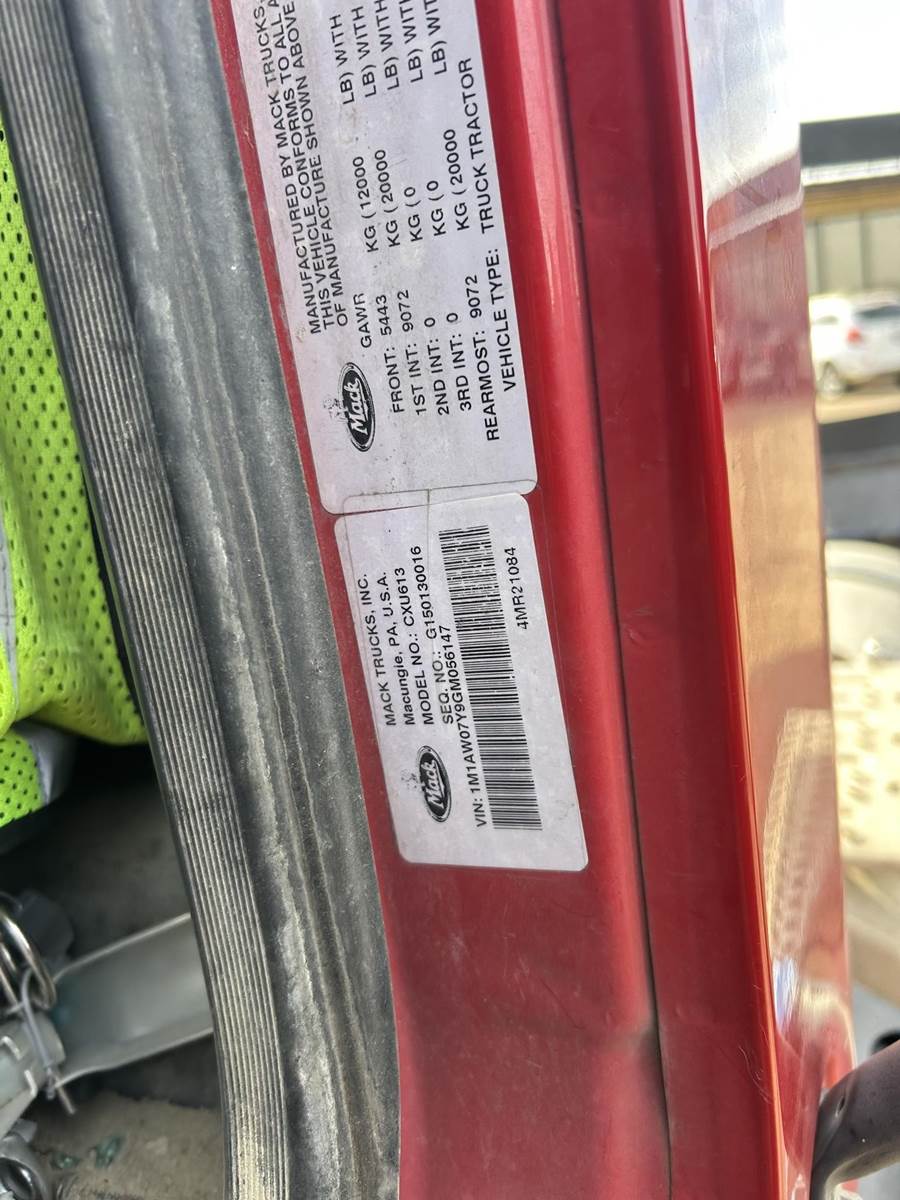 MANUFACTURED BY MACK TRUCKS,
THIS VEHICLE CONFORMS TO ALL
OF MANUFACTURE SHOWN ABOVE
Mack
GAWR
FRONT: 5443 KG (12000 LB) WITH
1ST INT: 9072 KG (20000 LB) WITH
2ND INT: 0 KG (0 LB) WITH
3RD INT: 0 KG (0 LB) WITH
REARMOST: 9072 KG (20000 LB) WIT
VEHICLE TYPE: TRUCK TRACTOR
Mack
MACK TRUCKS, INC.
Macungie, PA, U.S.A.
MODEL NO.: CXU613
SEQ. NO.: G150130016
VIN: 1M1AW07Y9GM056147
4MR21084